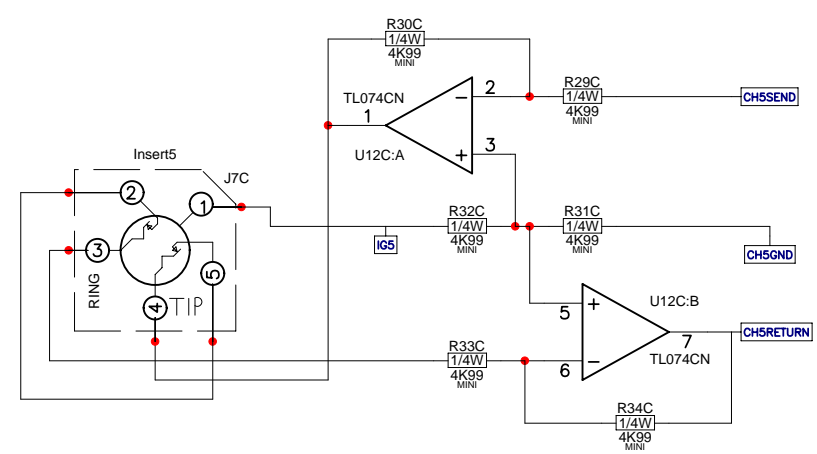 R30C
1/4W
4K99
MINI
R29C
1/4W
4K99
MINI
CH5SEND
TL074CN
2
1
3
U12C:A
Insert5
J7C
2
1
3
5
4
RING
TIP
R32C
1/4W
4K99
MINI
IG5
R31C
1/4W
4K99
MINI
CH5GND
U12C:B
5
6
7
TL074CN
CH5RETURN
R33C
1/4W
4K99
MINI
R34C
1/4W
4K99
MINI